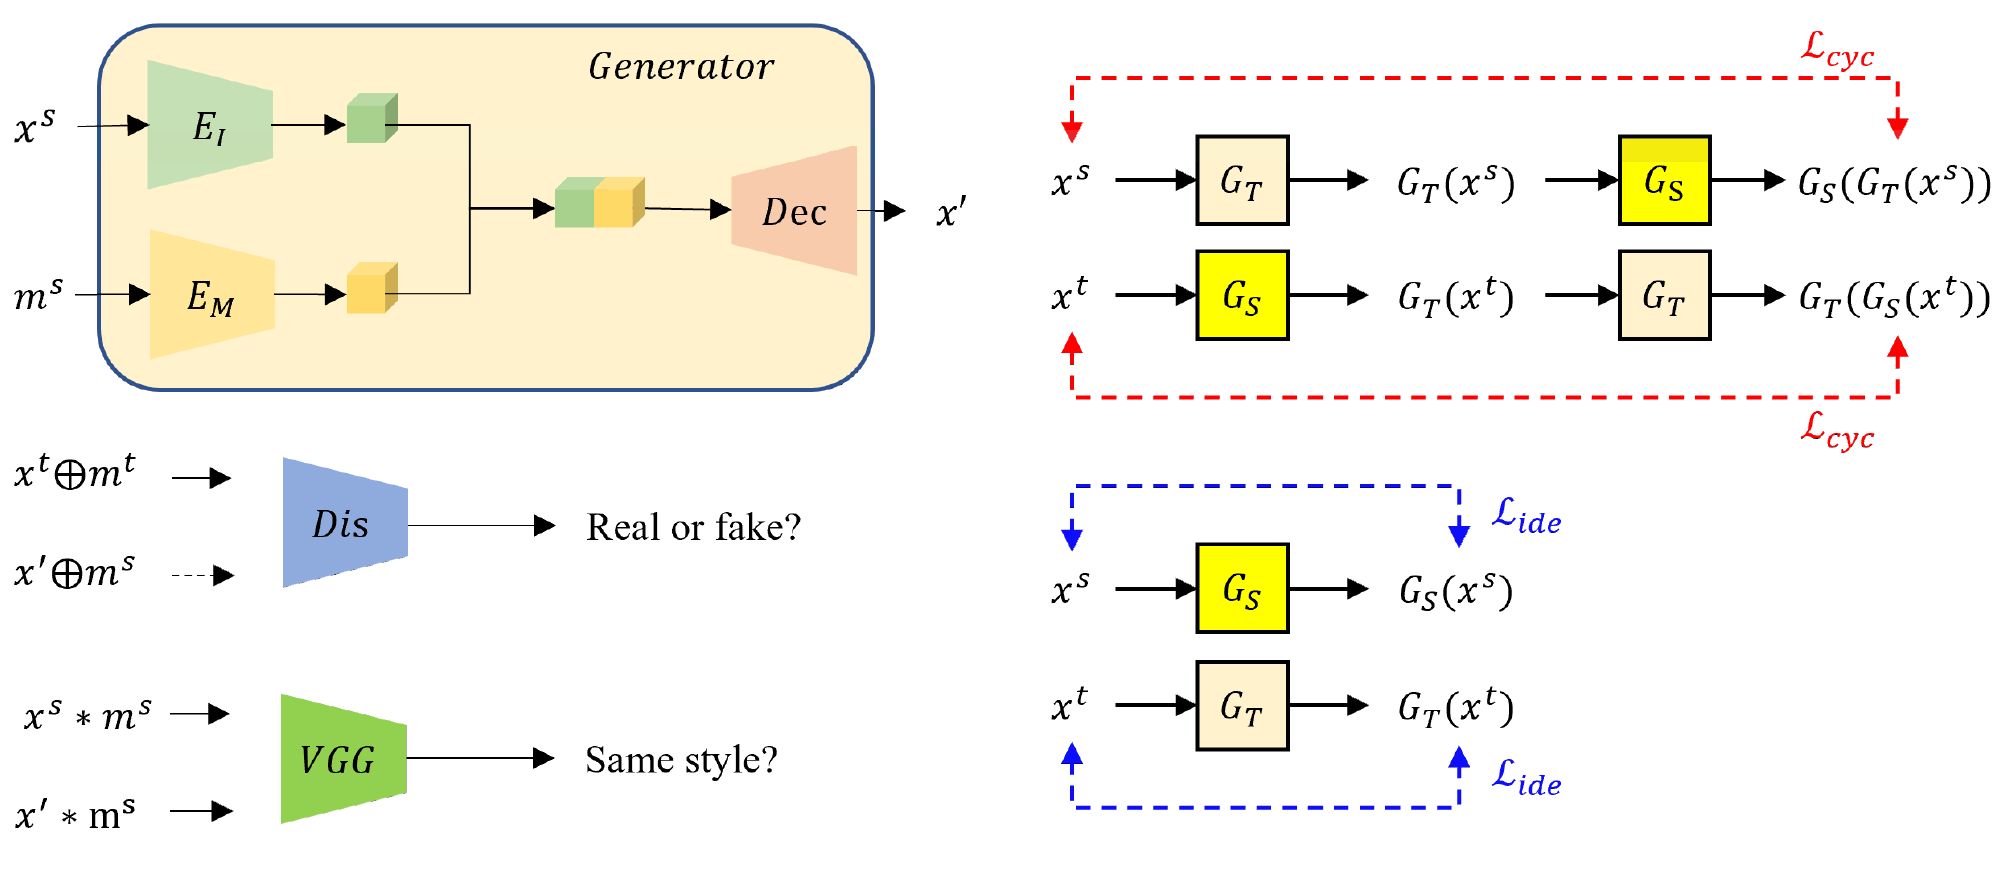 Generator
x^s E_I
Dec x′
m^s E_M
x^t⊕m^t
Dis Real or fake?
x′⊕m^s
x^s ∗ m^s
VGG Same style?
x′ ∗ m^s
ℒ_cyc
x^s G_T G_T(x^s) G_S G_S(G_T(x^s))
x^t G_S G_T(x^t) G_T G_T(G_S(x^t))
ℒ_cyc
ℒ_ide
x^s G_S G_S(x^s)
x^t G_T G_T(x^t)
ℒ_ide